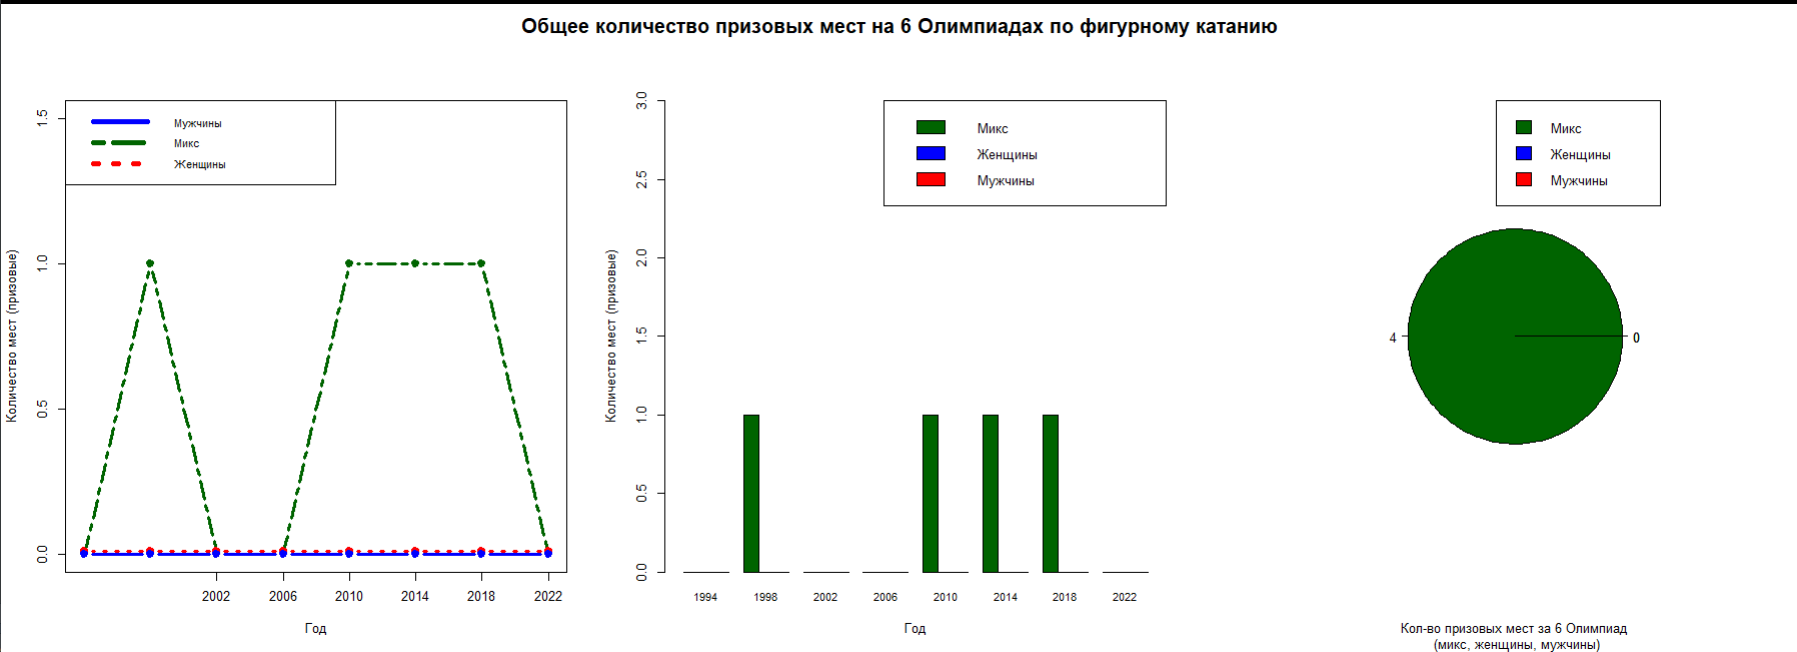 Общее количество призовых мест на 6 Олимпиадах по фигурному катанию
Мужчины
Микс
Женщины
Количество мест (призовые)
1.5
1.0
0.5
0.0
2002 2006 2010 2014 2018 2022
Год
Микс
Женщины
Мужчины
Количество мест (призовые)
3.0
2.5
2.0
1.5
1.0
0.5
0.0
1994 1998 2002 2006 2010 2014 2018 2022
Год
Микс
Женщины
Мужчины
4 0
Кол-во призовых мест за 6 Олимпиад
(микс, женщины, мужчины)